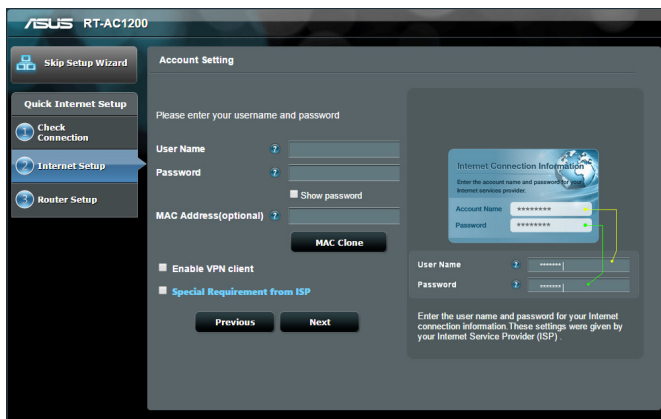 ASUS RT-AC1200
Skip Setup Wizard
Quick Internet Setup
1 Check Connection
2 Internet Setup
3 Router Setup
Account Setting
Please enter your username and password
User Name ?
Password ?
Show password
MAC Address(optional) ?
MAC Clone
Enable VPN client
Special Requirement from ISP
Previous Next
Internet Connection Information
Enter the account name and password for your
Internet services provider.
Account Name ********
Password ********
User Name ? *******|
Password ? *******|
Enter the user name and password for your Internet
connection information.These settings were given by
your Internet Service Provider (ISP) .